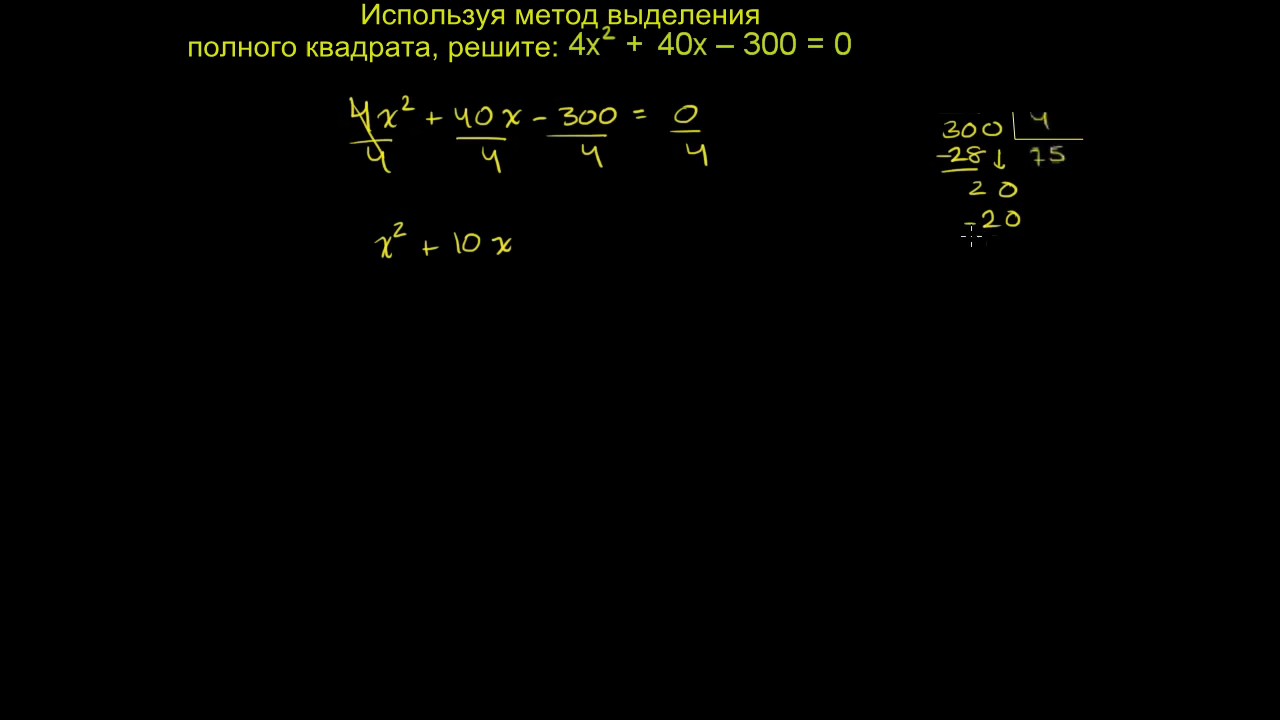 Используя метод выделения
полного квадрата, решите: 4x² + 40x – 300 = 0
4x² + 40x - 300 = 0
4 4 4 4
x² + 10x
300 4
-28↓ 75
20
-20